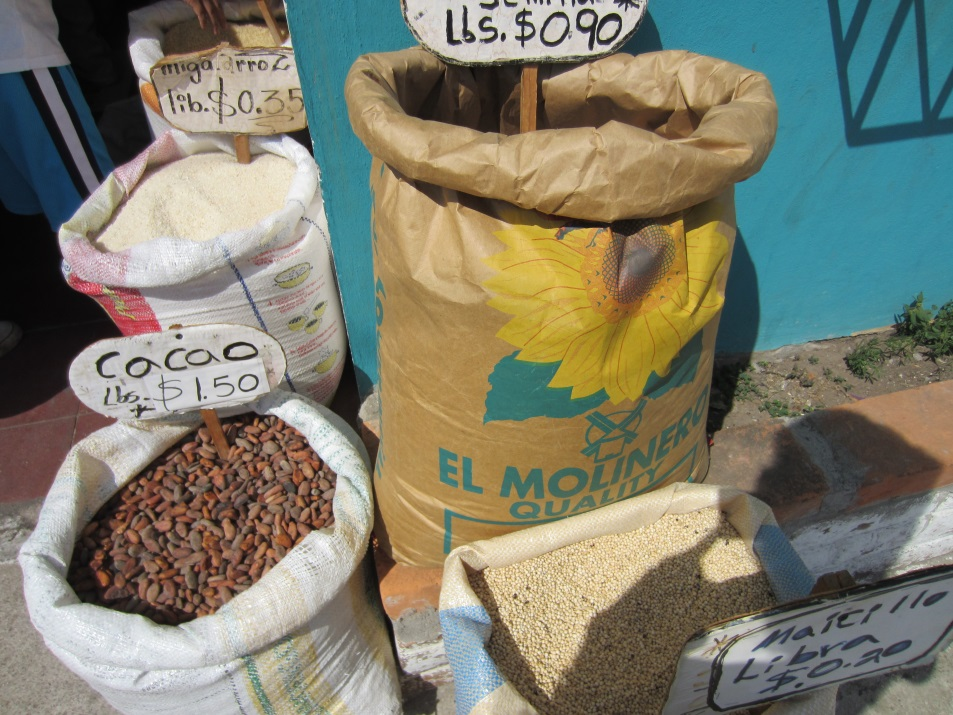 Lbs. $0.90
miga.arroz
lib. $0.35
Cacao
Lbs. $1.50
EL MOLINERO
QUALITY
Maicillo
Libra
$.0.20